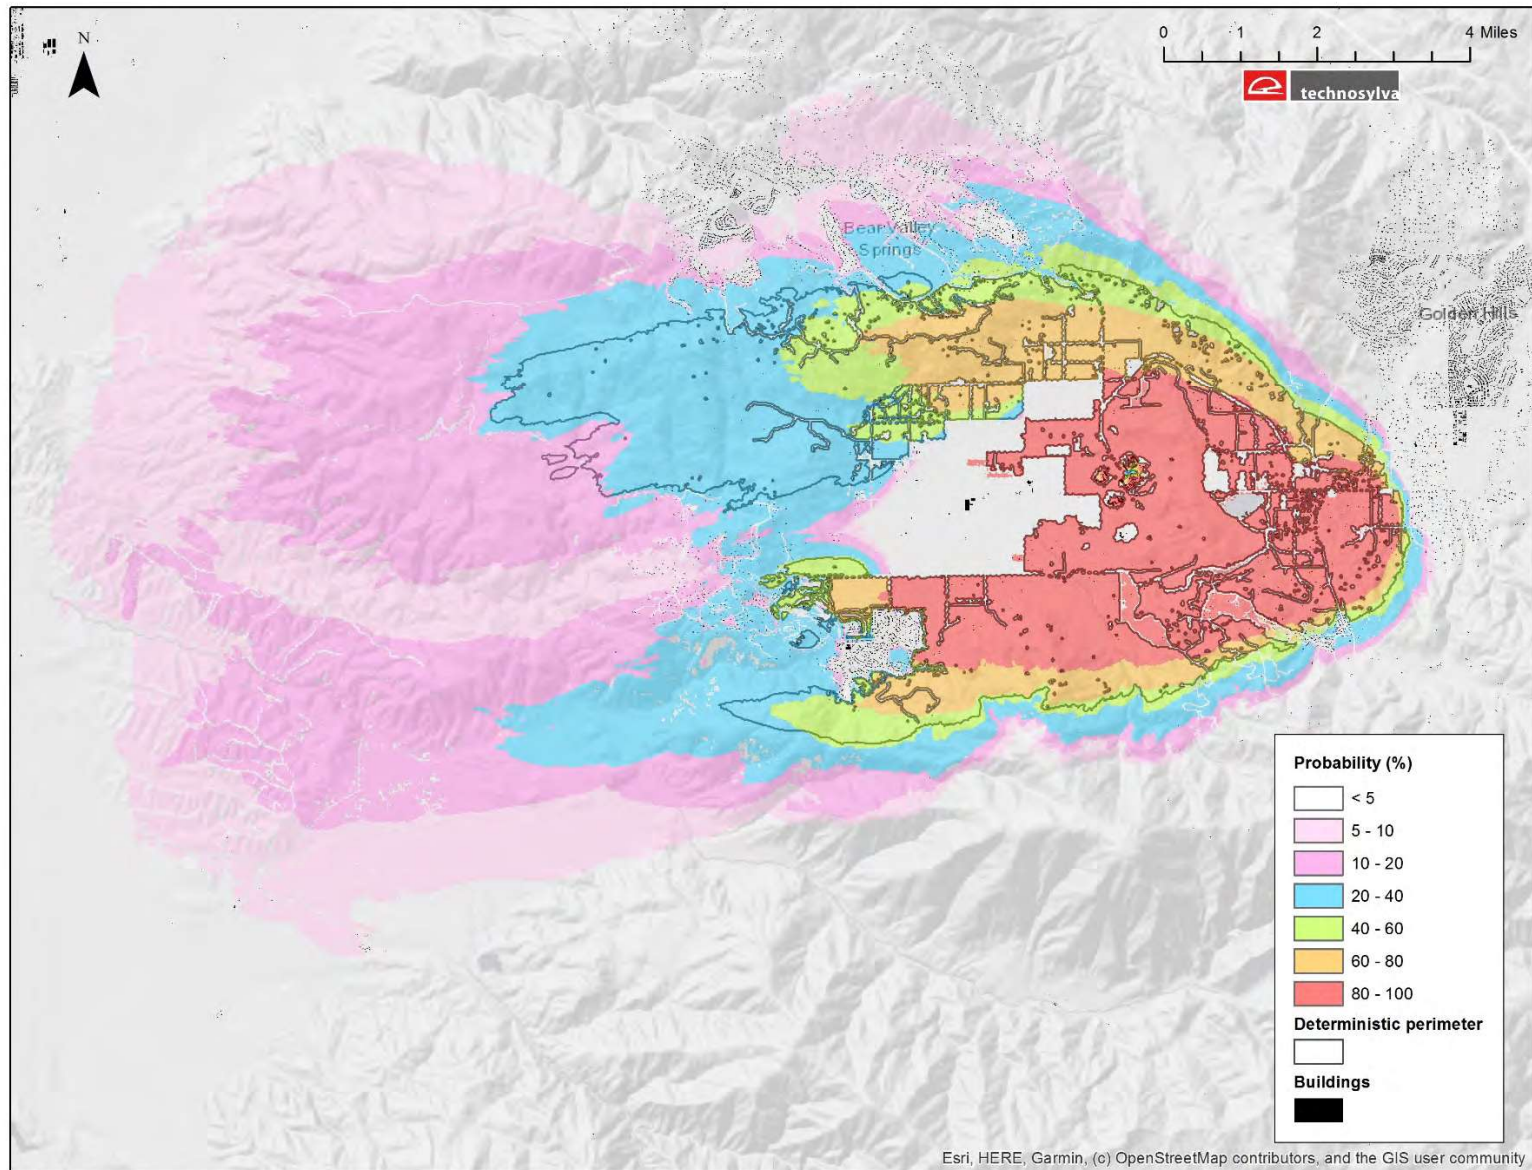 N
0 1 2 4 Miles
technosylva
Bear Valley
Springs
Golden Hills
Probability (%)
< 5
5 - 10
10 - 20
20 - 40
40 - 60
60 - 80
80 - 100
Deterministic perimeter
Buildings
Esri, HERE, Garmin, (c) OpenStreetMap contributors, and the GIS user community